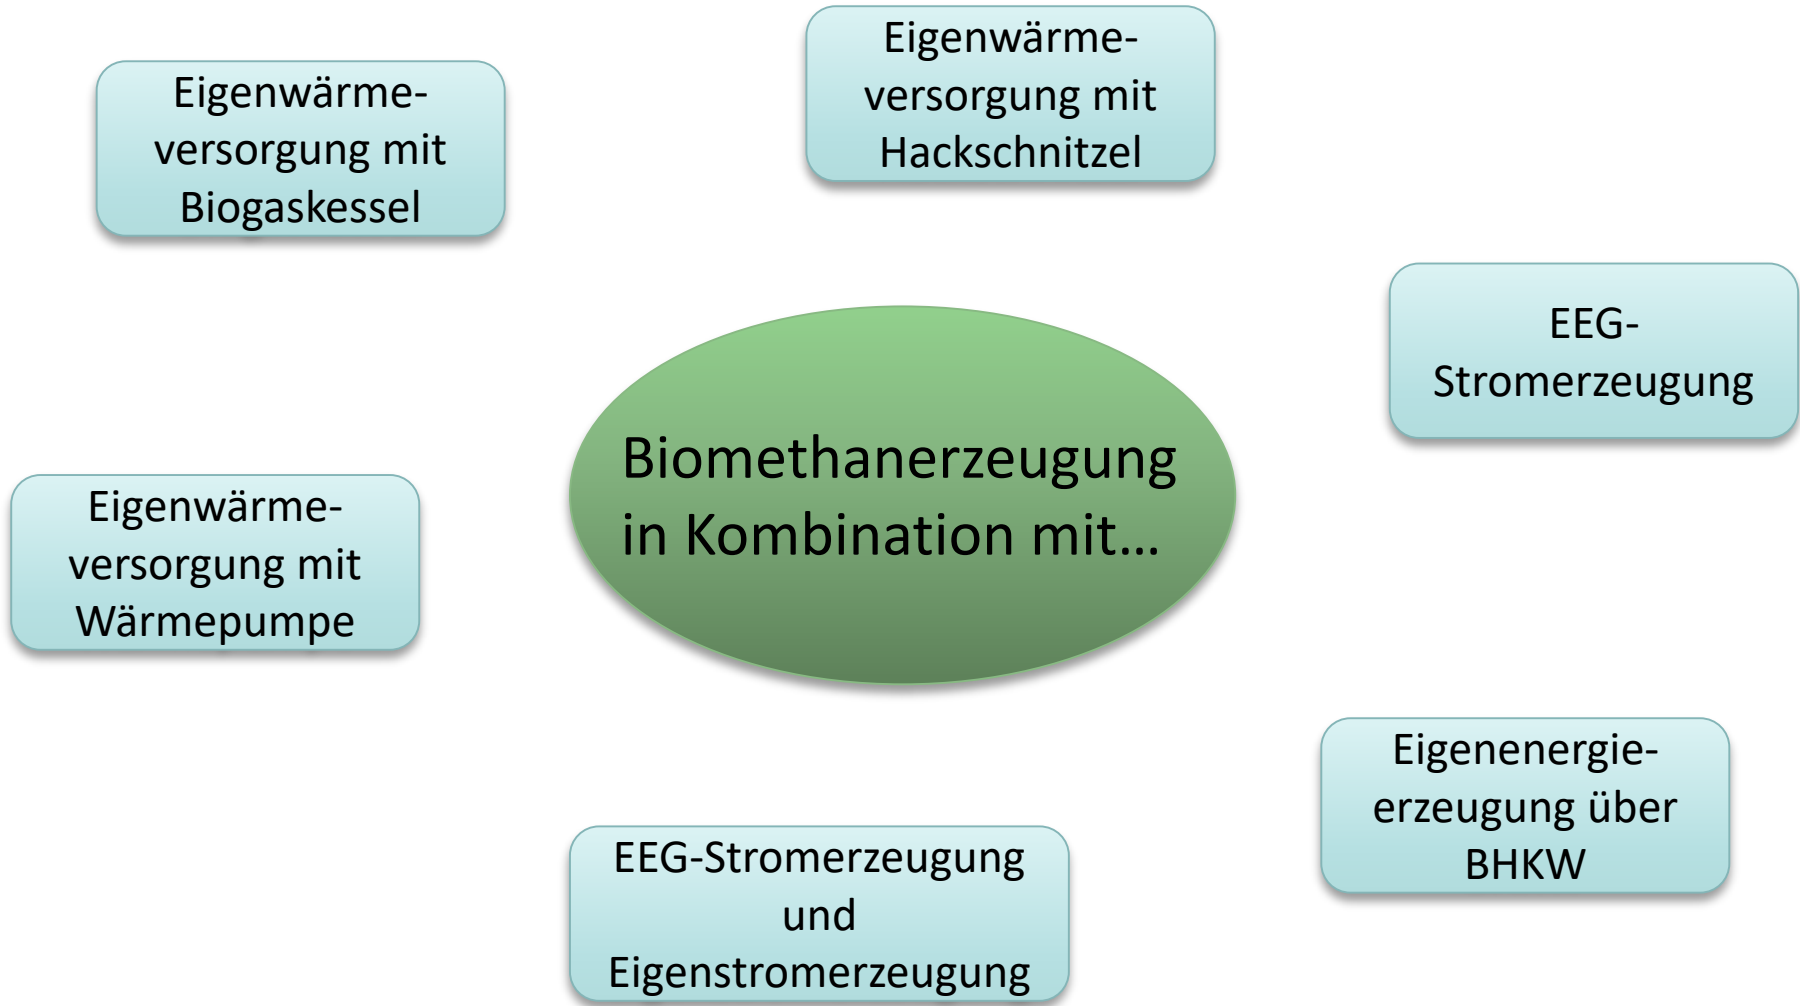 Eigenwärme-
versorgung mit
Hackschnitzel
Eigenwärme-
versorgung mit
Biogaskessel
EEG-
Stromerzeugung
Biomethanerzeugung
in Kombination mit...
Eigenwärme-
versorgung mit
Wärmepumpe
Eigenenergie-
erzeugung über
BHKW
EEG-Stromerzeugung
und
Eigenstromerzeugung